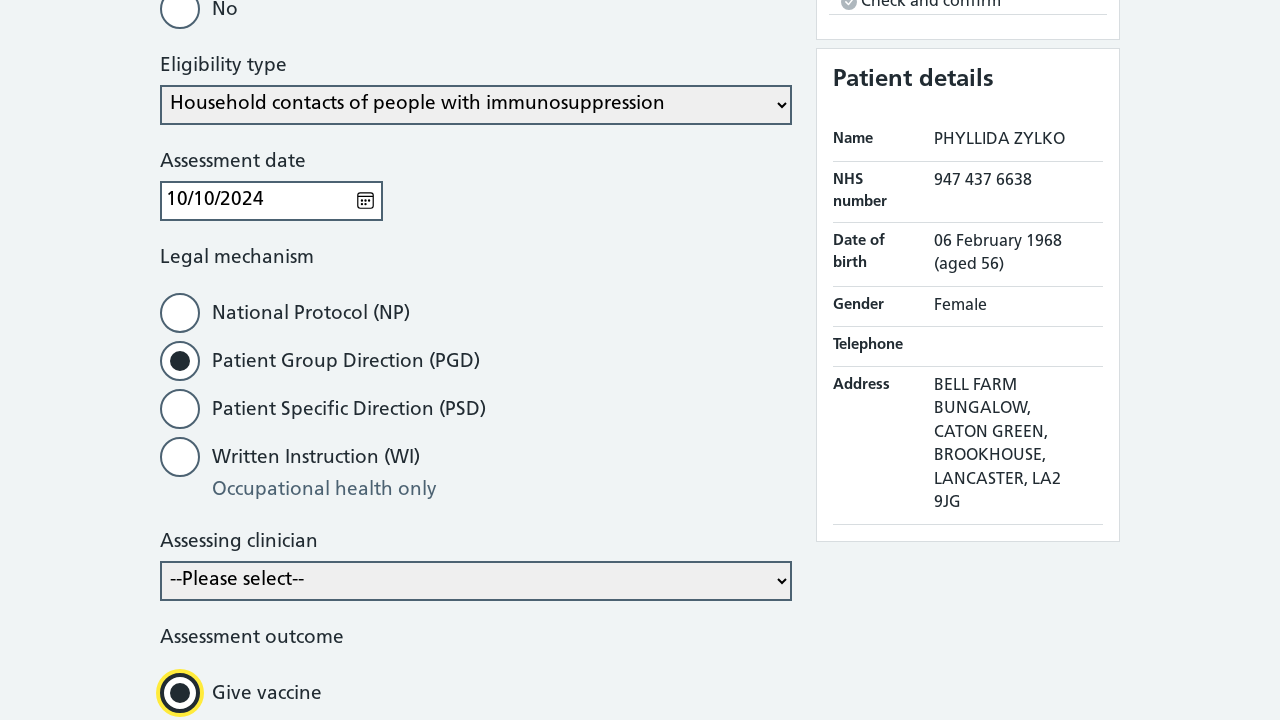 No
Eligibility type
Household contacts of people with immunosuppression
Assessment date
10/10/2024
Legal mechanism
National Protocol (NP)
Patient Group Direction (PGD)
Patient Specific Direction (PSD)
Written Instruction (WI)
Occupational health only
Assessing clinician
--Please select--
Assessment outcome
Give vaccine
Check and confirm
Patient details
Name PHYLLIDA ZYLKO
NHS number 947 437 6638
Date of birth 06 February 1968 (aged 56)
Gender Female
Telephone
Address BELL FARM
BUNGALOW,
CATON GREEN,
BROOKHOUSE,
LANCASTER, LA2
9JG